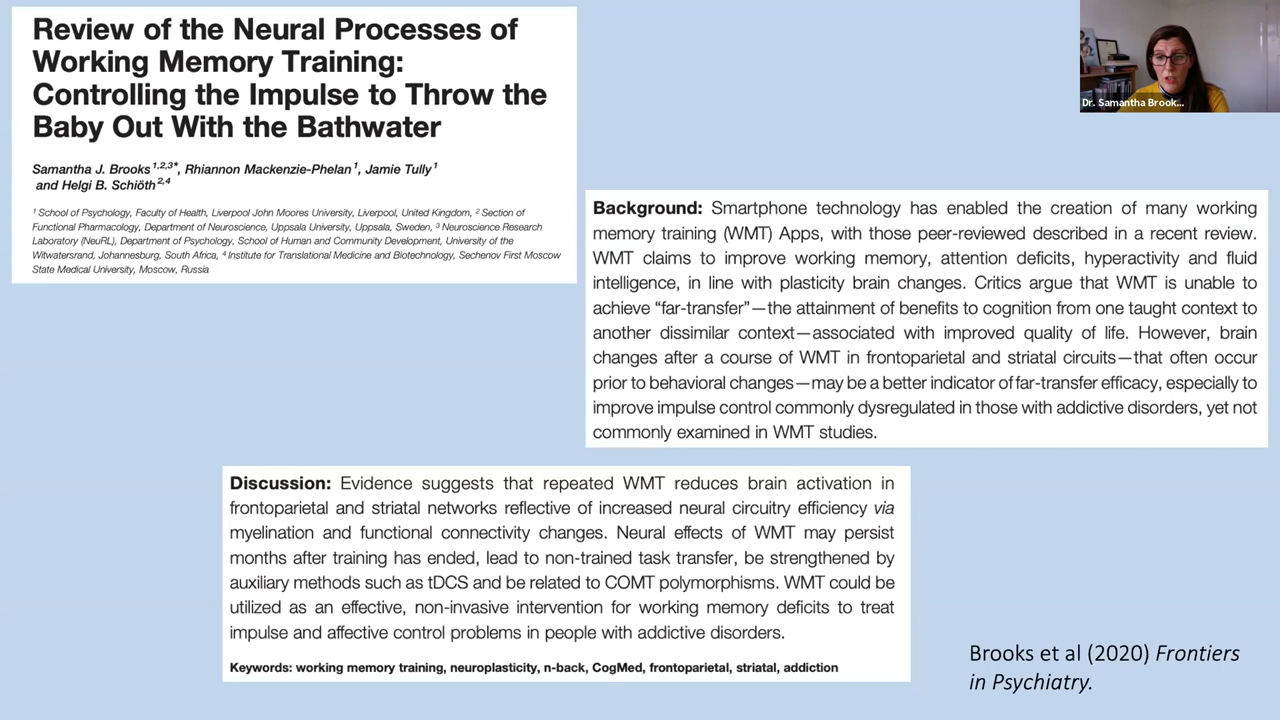 Review of the Neural Processes of
Working Memory Training:
Controlling the Impulse to Throw the
Baby Out With the Bathwater
Samantha J. Brooks 1,2,3*, Rhiannon Mackenzie-Phelan 1, Jamie Tully 1
and Helgi B. Schiöth 2,4
1 School of Psychology, Faculty of Health, Liverpool John Moores University, Liverpool, United Kingdom, 2 Section of
Functional Pharmacology, Department of Neuroscience, Uppsala University, Uppsala, Sweden, 3 Neuroscience Research
Laboratory (NeuRL), Department of Psychology, School of Human and Community Development, University of the
Witwatersrand, Johannesburg, South Africa, 4 Institute for Translational Medicine and Biotechnology, Sechenov First Moscow
State Medical University, Moscow, Russia
Dr. Samantha Brook...
Background: Smartphone technology has enabled the creation of many working
memory training (WMT) Apps, with those peer-reviewed described in a recent review.
WMT claims to improve working memory, attention deficits, hyperactivity and fluid
intelligence, in line with plasticity brain changes. Critics argue that WMT is unable to
achieve “far-transfer”—the attainment of benefits to cognition from one taught context to
another dissimilar context—associated with improved quality of life. However, brain
changes after a course of WMT in frontoparietal and striatal circuits—that often occur
prior to behavioral changes—may be a better indicator of far-transfer efficacy, especially to
improve impulse control commonly dysregulated in those with addictive disorders, yet not
commonly examined in WMT studies.
Discussion: Evidence suggests that repeated WMT reduces brain activation in
frontoparietal and striatal networks reflective of increased neural circuitry efficiency via
myelination and functional connectivity changes. Neural effects of WMT may persist
months after training has ended, lead to non-trained task transfer, be strengthened by
auxiliary methods such as tDCS and be related to COMT polymorphisms. WMT could be
utilized as an effective, non-invasive intervention for working memory deficits to treat
impulse and affective control problems in people with addictive disorders.
Keywords: working memory training, neuroplasticity, n-back, CogMed, frontoparietal, striatal, addiction
Brooks et al (2020) Frontiers
in Psychiatry.